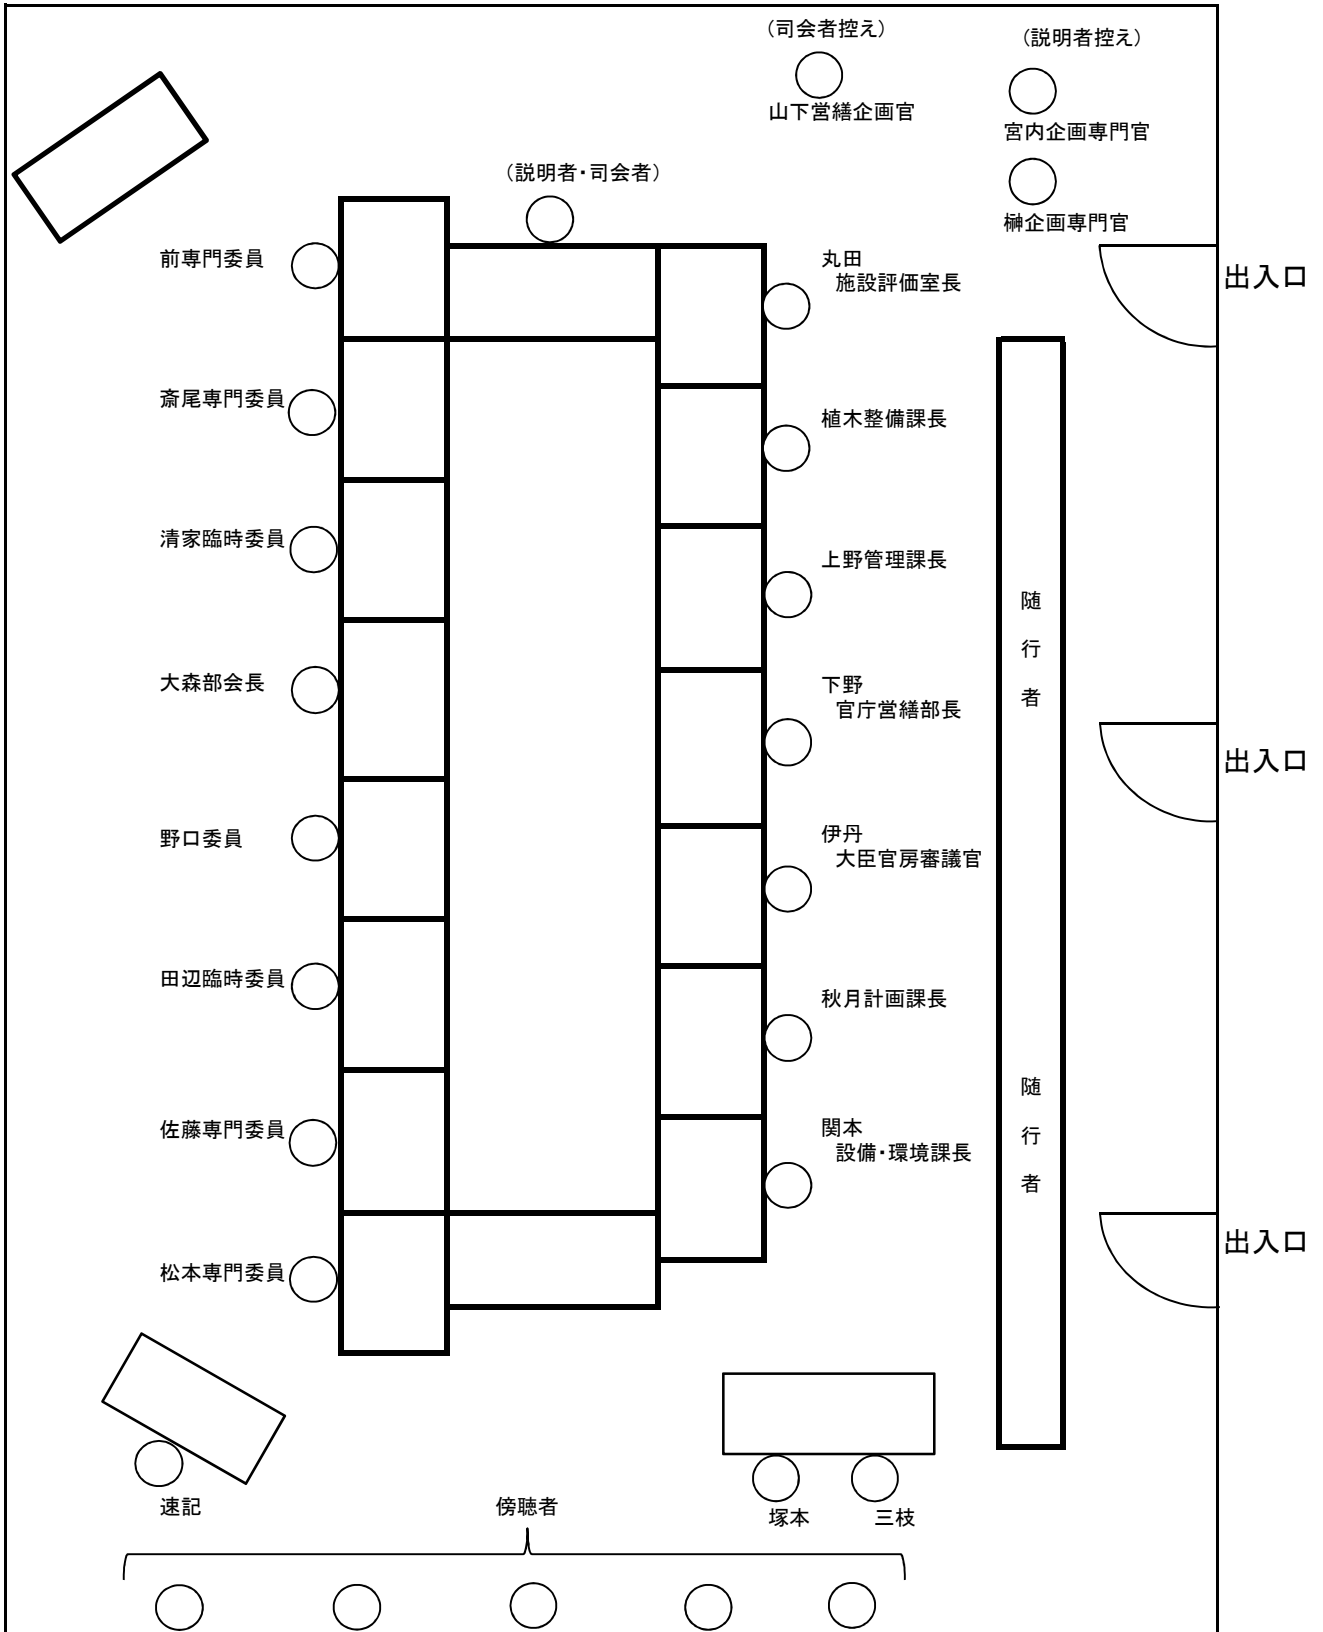 (司会者控え)
山下営繕企画官
(説明者控え)
宮内企画専門官
榊企画専門官
(説明者・司会者)
前専門委員
斎尾専門委員
清家臨時委員
大森部会長
野口委員
田辺臨時委員
佐藤専門委員
松本専門委員
丸田
施設評価室長
植木整備課長
上野管理課長
下野
官庁営繕部長
伊丹
大臣官房審議官
秋月計画課長
関本
設備・環境課長
随
行
者
随
行
者
出入口
出入口
出入口
速記
傍聴者
塚本
三枝